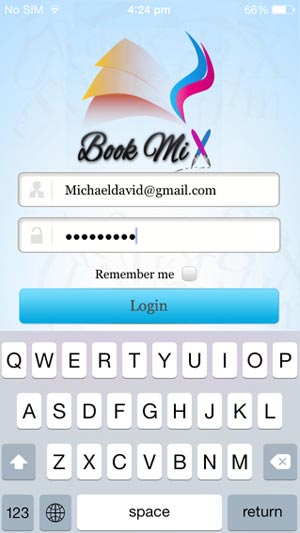 No SIM 4:24 pm 66%
Book MiX
Michaeldavid@gmail.com
•••••••••
Remember me
Login
Q W E R T Y U I O P
A S D F G H J K L
Z X C V B N M
123 space return